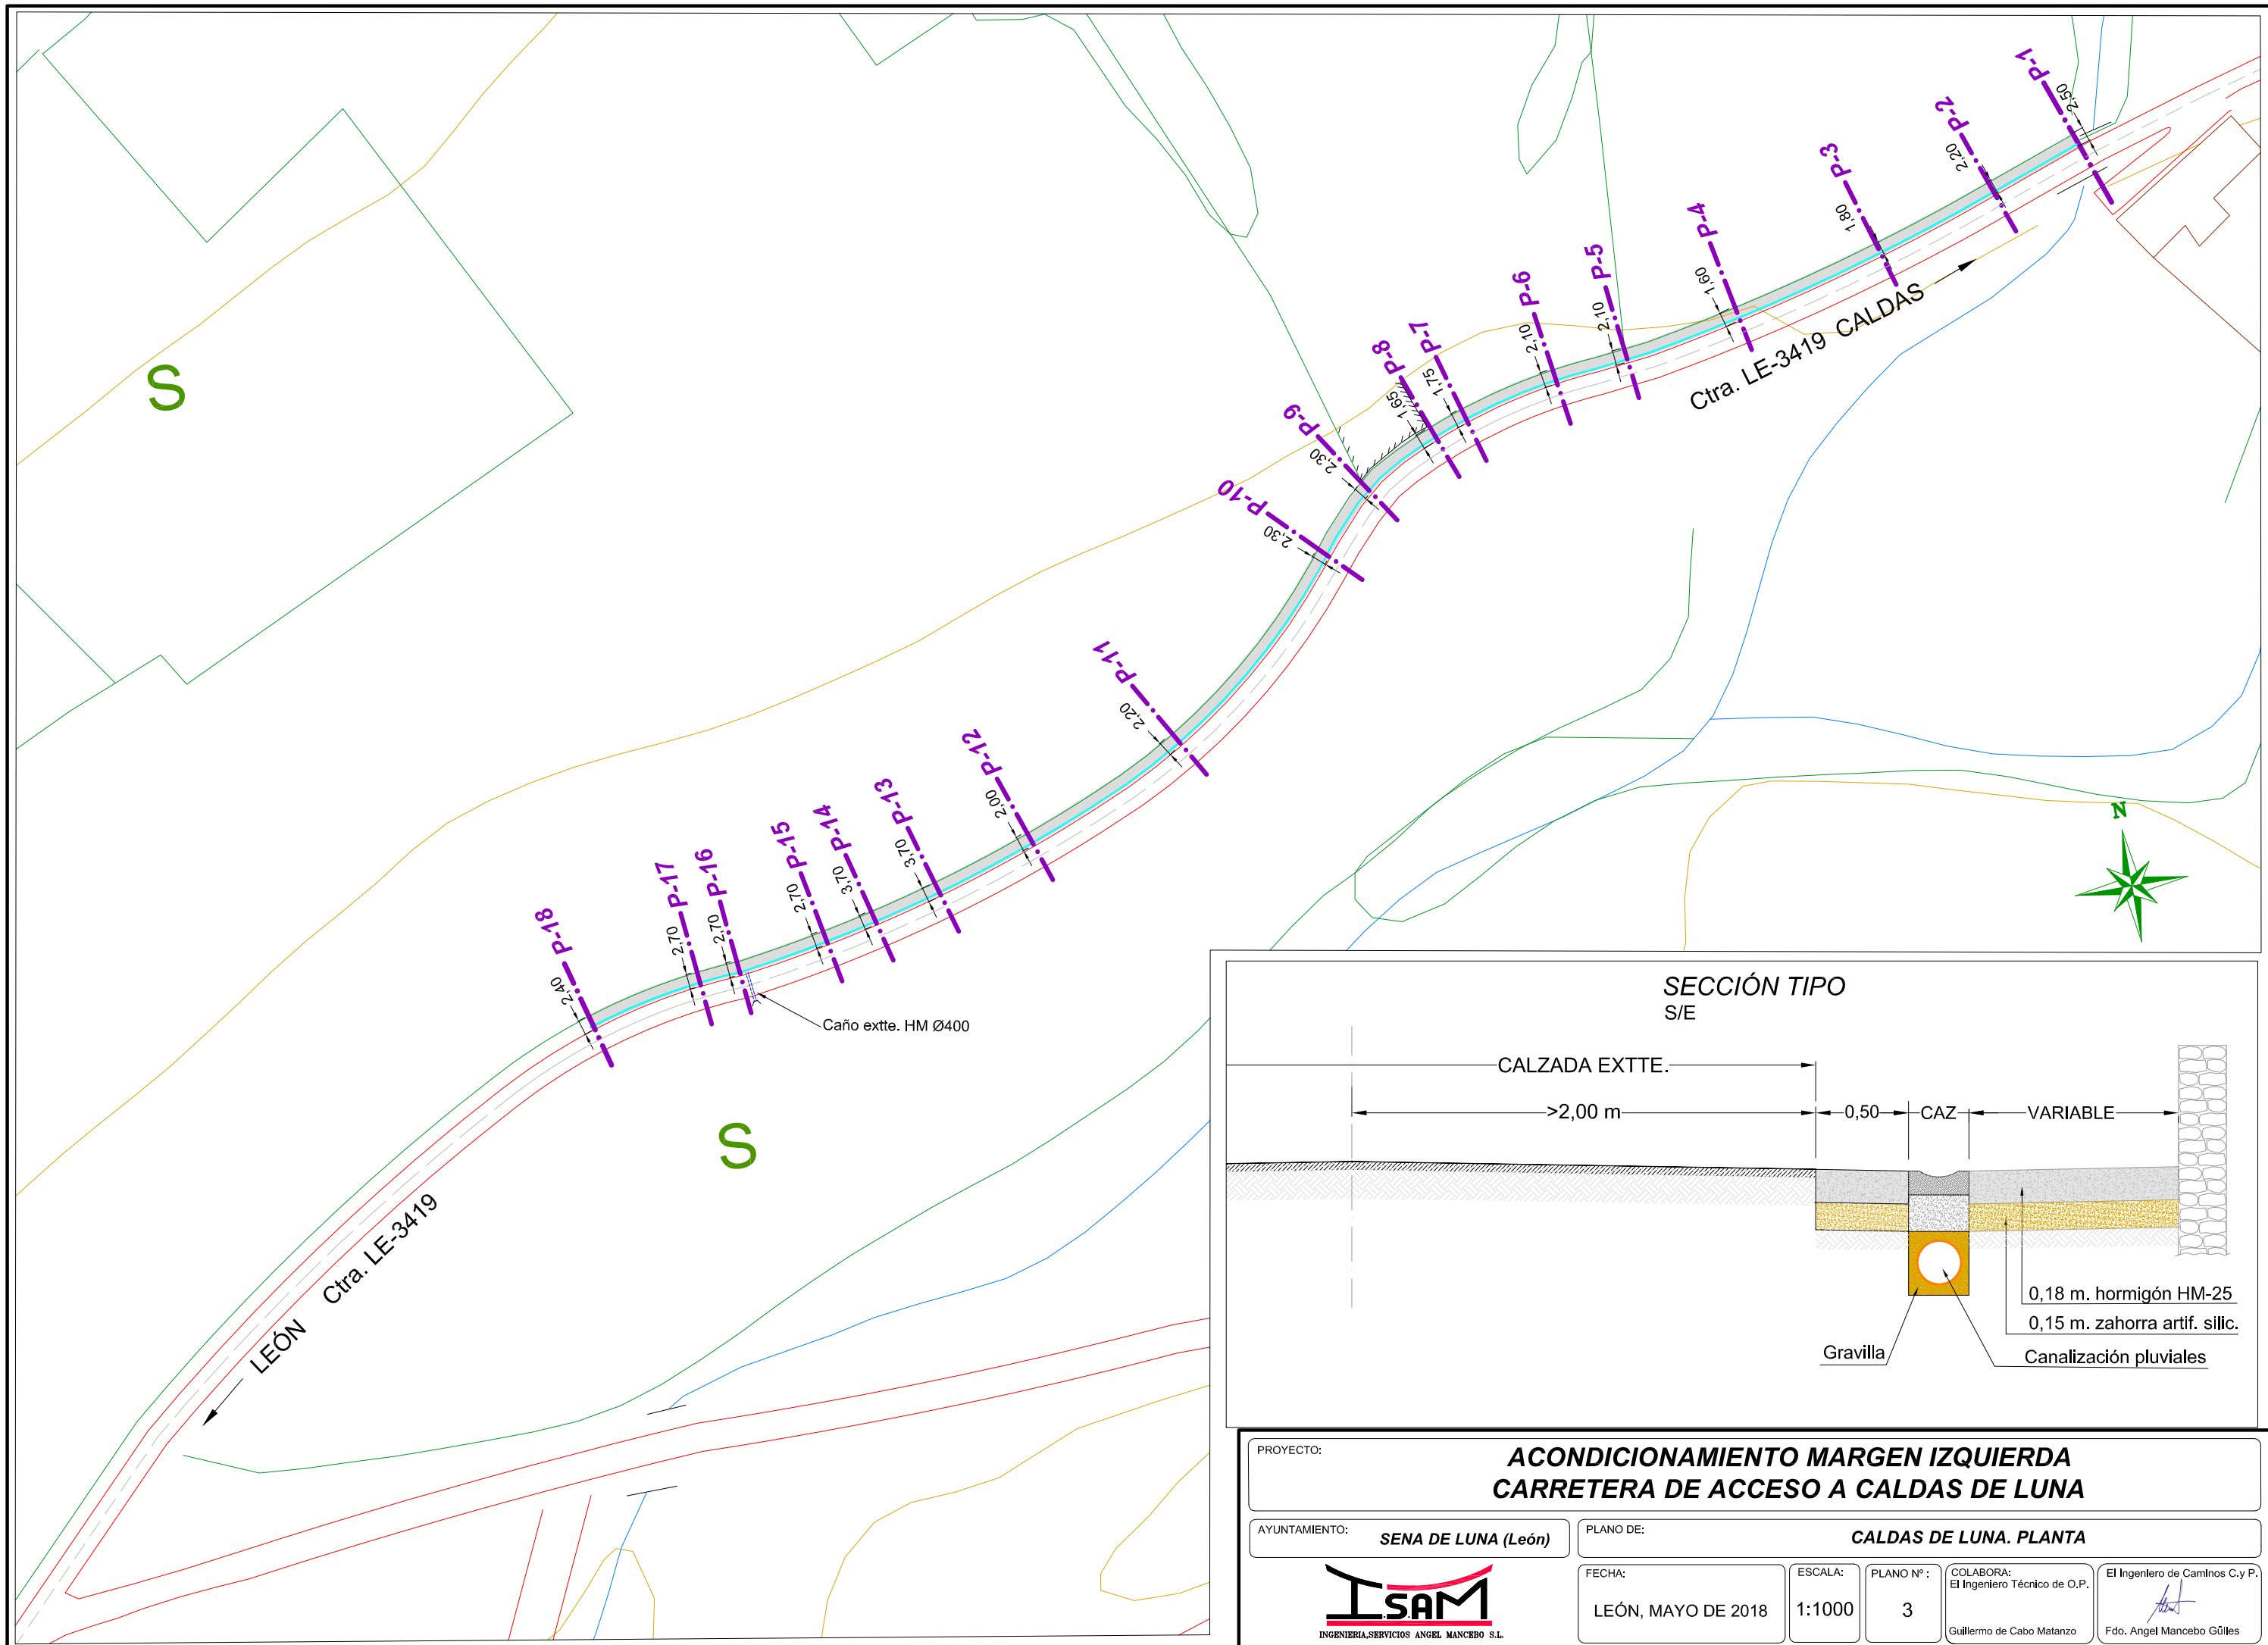 P-1
2,50
P-2
2,20
P-3
1,80
P-4
1,60
P-5
2,10
P-6
2,10
P-7
1,75
P-8
1,65
P-9
2,30
P-10
2,30
P-11
2,20
P-12
2,00
P-13
3,70
P-14
3,70
P-15
2,70
P-16
2,70
P-17
2,70
P-18
2,40
Ctra. LE-3419 CALDAS
S
S
N
Caño extte. HM Ø400
LEÓN Ctra. LE-3419
SECCIÓN TIPO
S/E
CALZADA EXTTE.
>2,00 m
0,50
CAZ
VARIABLE
0,18 m. hormigón HM-25
0,15 m. zahorra artif. silic.
Gravilla
Canalización pluviales
PROYECTO:
ACONDICIONAMIENTO MARGEN IZQUIERDA
CARRETERA DE ACCESO A CALDAS DE LUNA
AYUNTAMIENTO:
SENA DE LUNA (León)
PLANO DE:
CALDAS DE LUNA. PLANTA
I.S.AM
INGENIERIA,SERVICIOS ANGEL MANCEBO S.L.
FECHA:
LEÓN, MAYO DE 2018
ESCALA:
1:1000
PLANO Nº :
3
COLABORA:
El Ingeniero Técnico de O.P.
Guillermo de Cabo Matanzo
El Ingeniero de Caminos C.y P.
Fdo. Angel Mancebo Güiles